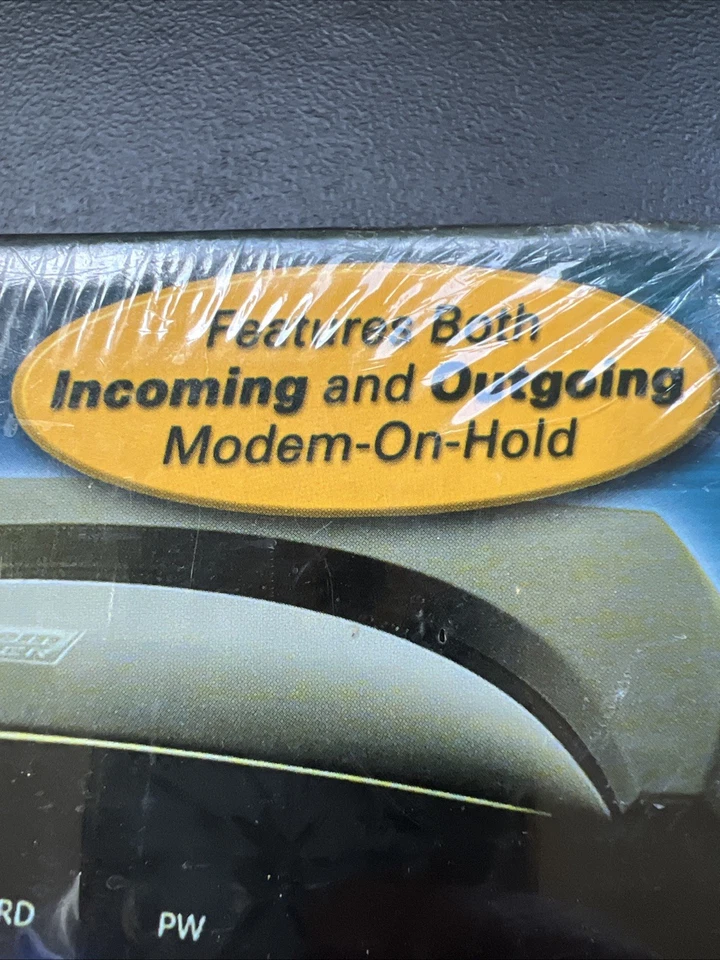 Features Both
Incoming and Outgoing
Modem-On-Hold
RD
PW